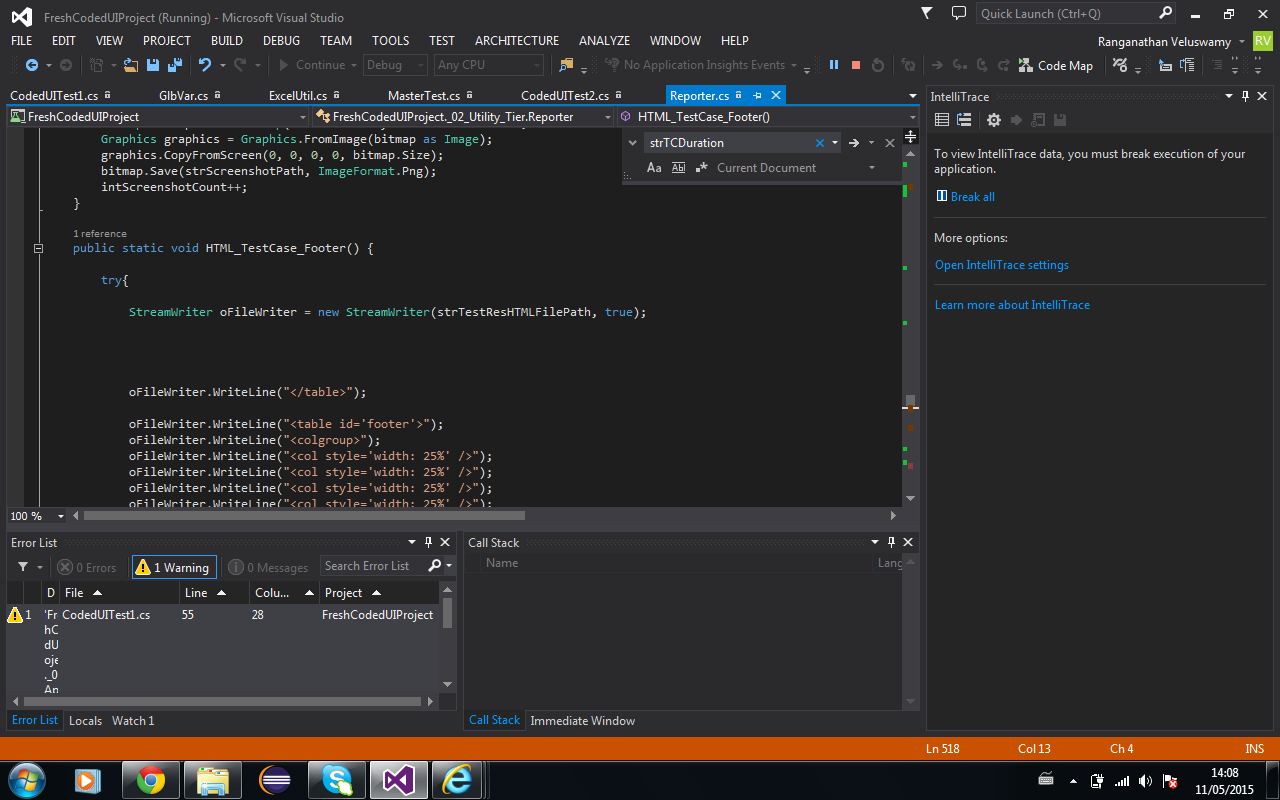 FreshCodedUIProject (Running) - Microsoft Visual Studio
Quick Launch (Ctrl+Q)
FILE EDIT VIEW PROJECT BUILD DEBUG TEAM TOOLS TEST ARCHITECTURE ANALYZE WINDOW HELP
Ranganathan Veluswamy RV
Continue Debug Any CPU No Application Insights Events Code Map
CodedUITest1.cs GlbVar.cs ExcelUtil.cs MasterTest.cs CodedUITest2.cs Reporter.cs
FreshCodedUIProject FreshCodedUIProject._02_Utility_Tier.Reporter HTML_TestCase_Footer()
strTCDuration
Aa Ab Current Document
Graphics graphics = Graphics.FromImage(bitmap as Image);
graphics.CopyFromScreen(0, 0, 0, 0, bitmap.Size);
bitmap.Save(strScreenshotPath, ImageFormat.Png);
intScreenshotCount++;
}
1 reference
public static void HTML_TestCase_Footer() {
try{
StreamWriter oFileWriter = new StreamWriter(strTestResHTMLFilePath, true);
oFileWriter.WriteLine("</table>");
oFileWriter.WriteLine("<table id='footer'>");
oFileWriter.WriteLine("<colgroup>");
oFileWriter.WriteLine("<col style='width: 25%' />");
oFileWriter.WriteLine("<col style='width: 25%' />");
oFileWriter.WriteLine("<col style='width: 25%' />");
oFileWriter.WriteLine("<col style='width: 25%' />");
100 %
IntelliTrace
To view IntelliTrace data, you must break execution of your
application.
Break all
More options:
Open IntelliTrace settings
Learn more about IntelliTrace
Error List
0 Errors 1 Warning 0 Messages Search Error List
D File Line Colu... Project
1 'Fr CodedUITest1.cs 55 28 FreshCodedUIProject
hC
dU
oje
._0
An
Error List Locals Watch 1
Call Stack
Name Lang
Call Stack Immediate Window
Ln 518 Col 13 Ch 4 INS
14:08
11/05/2015